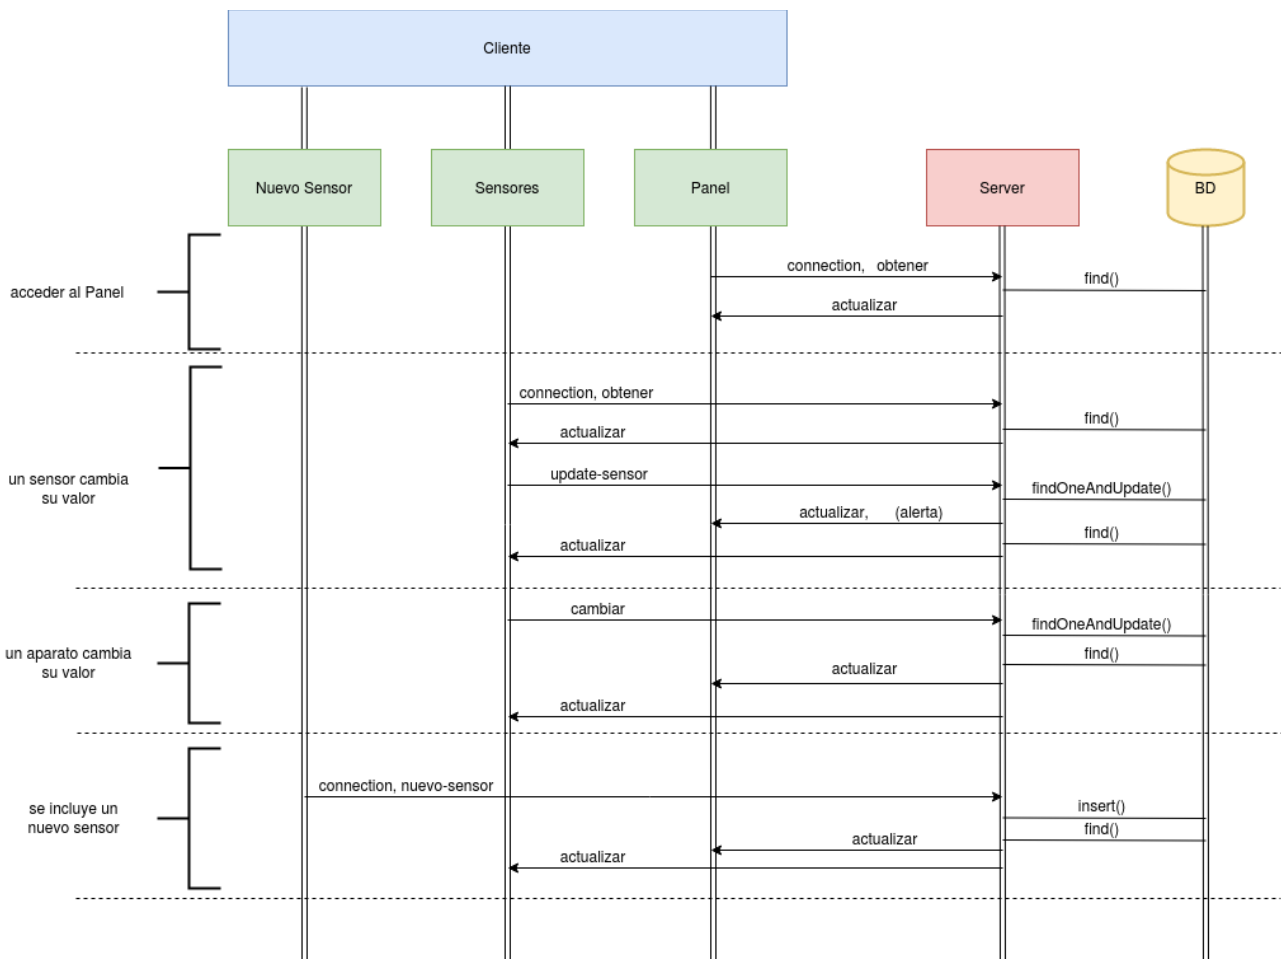 Cliente
Nuevo Sensor
Sensores
Panel
Server
BD
acceder al Panel
connection, obtener
find()
actualizar
un sensor cambia
su valor
connection, obtener
find()
actualizar
update-sensor
findOneAndUpdate()
actualizar, (alerta)
find()
actualizar
un aparato cambia
su valor
cambiar
findOneAndUpdate()
find()
actualizar
actualizar
se incluye un
nuevo sensor
connection, nuevo-sensor
insert()
find()
actualizar
actualizar